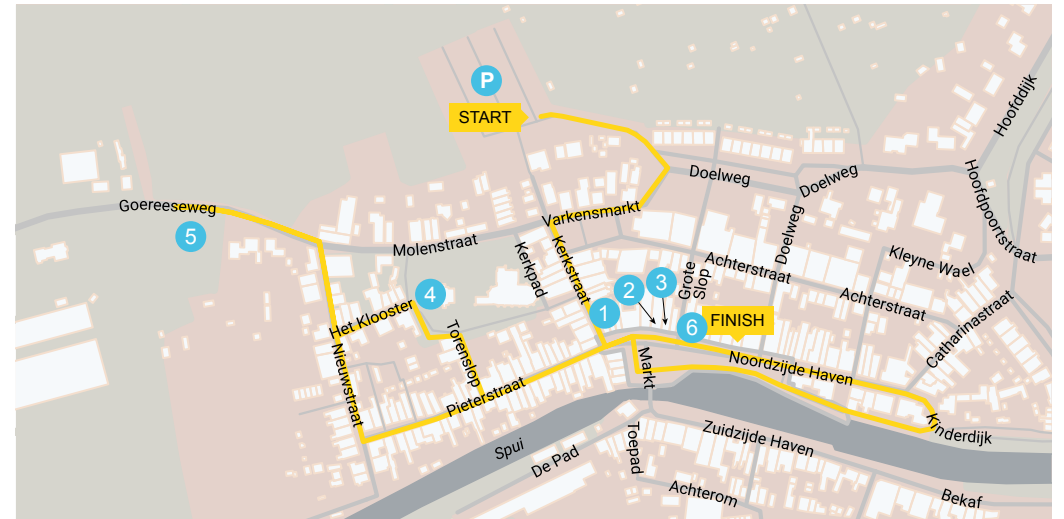 P
START
Hoofddijk
Doelweg
Doelweg
Hoofdpoortstraat
Goereeseweg
5
Varkensmarkt
Molenstraat
Kerkpad
Kerkstraat
Doelweg
Kleyne Wael
Achterstraat
Grote
Slop
4
Het Klooster
2
3
1
6
FINISH
Achterstraat
Catharinastraat
Torenslop
Nieuwstraat
Markt
Noordzijde Haven
Pieterstraat
Kinderdijk
Spui
De Pad
Toepad
Zuidzijde Haven
Achterom
Bekaf